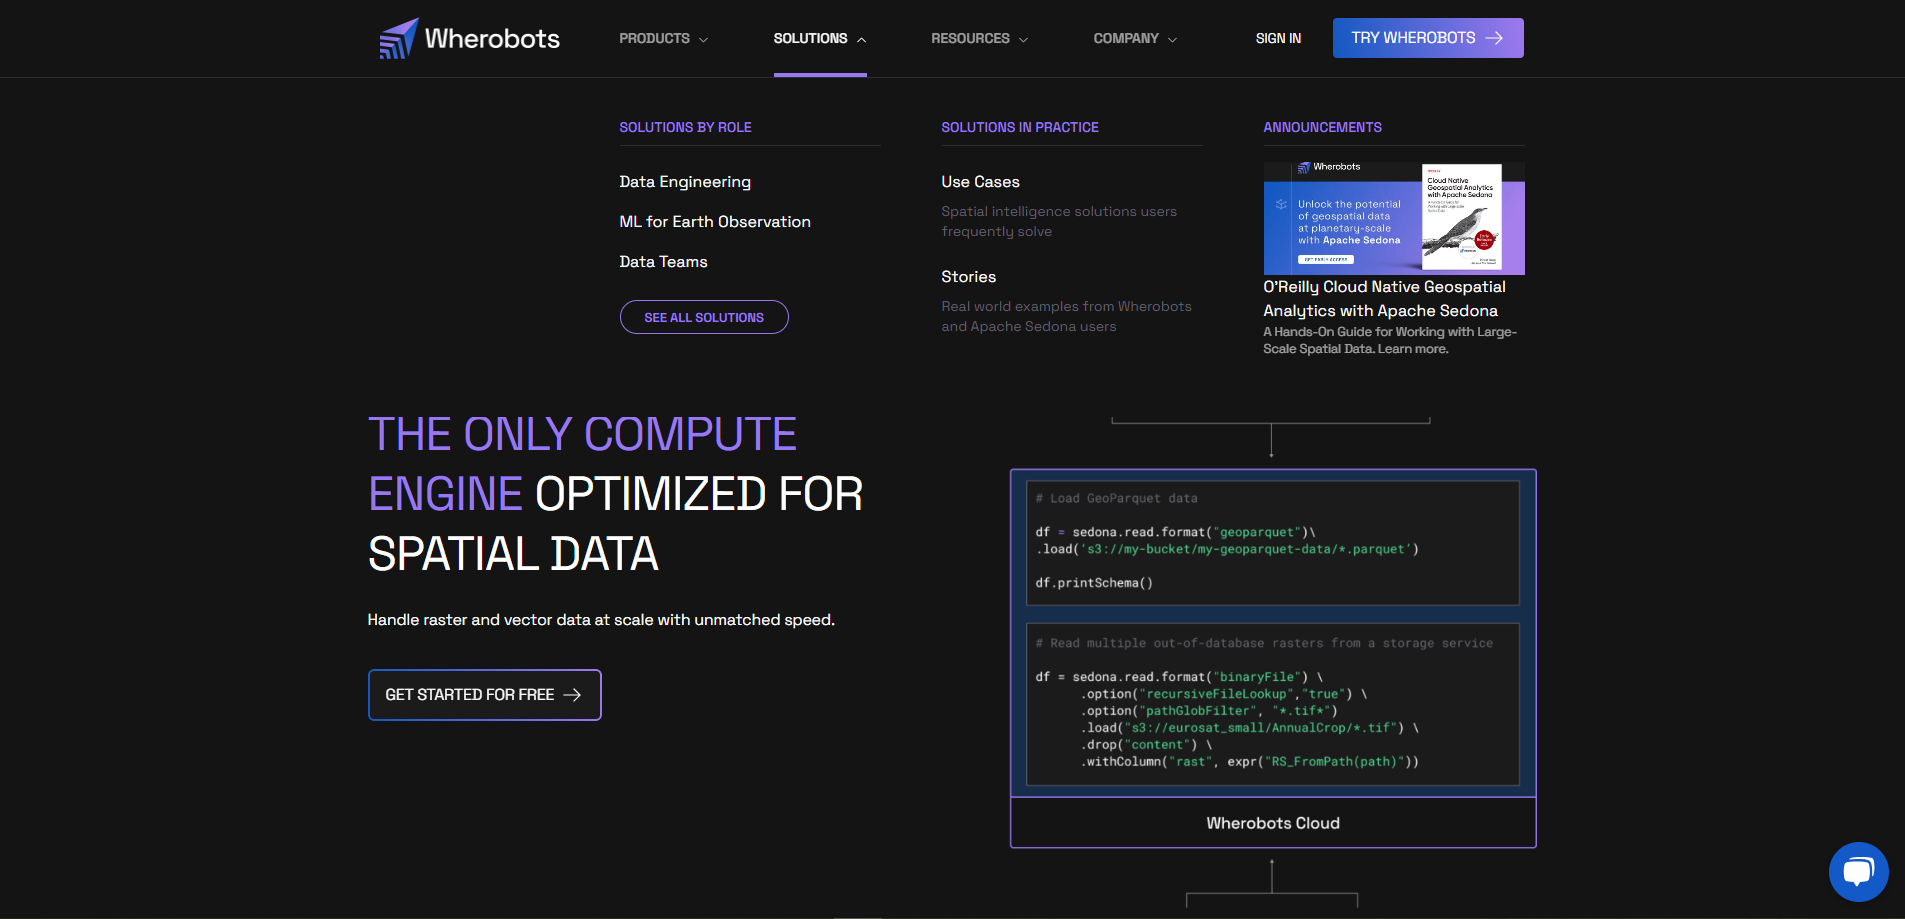 Wherobots
PRODUCTS
SOLUTIONS
RESOURCES
COMPANY
SIGN IN
TRY WHEROBOTS
SOLUTIONS BY ROLE
Data Engineering
ML for Earth Observation
Data Teams
SEE ALL SOLUTIONS
SOLUTIONS IN PRACTICE
Use Cases
Spatial intelligence solutions users
frequently solve
Stories
Real world examples from Wherobots
and Apache Sedona users
ANNOUNCEMENTS
Wherobots
Unlock the potential
of geospatial data
at planetary-scale
with Apache Sedona
GET EARLY ACCESS
Cloud Native
Geospatial Analytics
with Apache Sedona
O'Reilly Cloud Native Geospatial
Analytics with Apache Sedona
A Hands-On Guide for Working with Large-
Scale Spatial Data. Learn more.
THE ONLY COMPUTE
ENGINE OPTIMIZED FOR
SPATIAL DATA
Handle raster and vector data at scale with unmatched speed.
GET STARTED FOR FREE
# Load GeoParquet data
df = sedona.read.format("geoparquet")\
.load('s3://my-bucket/my-geoparquet-data/*.parquet')
df.printSchema()
# Read multiple out-of-database rasters from a storage service
df = sedona.read.format("binaryFile") \
.option("recursiveFileLookup","true") \
.option("pathGlobFilter", "*.tif*")
.load("s3://eurosat_small/AnnualCrop/*.tif") \
.drop("content") \
.withColumn("rast", expr("RS_FromPath(path)"))
Wherobots Cloud